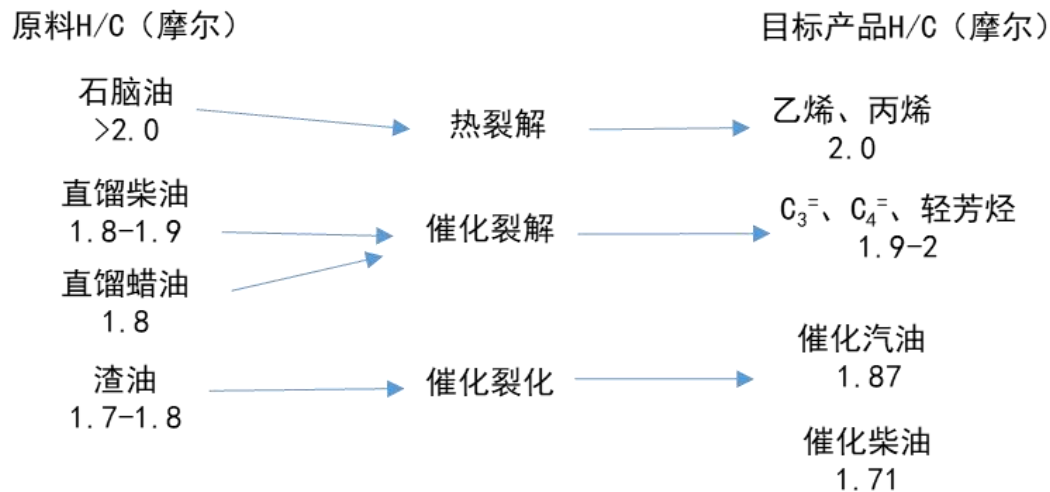 原料H/C（摩尔）
目标产品H/C（摩尔）
石脑油
>2.0
热裂解
乙烯、丙烯
2.0
直馏柴油
1.8-1.9
催化裂解
C₃⁼、C₄⁼、轻芳烃
1.9-2
直馏蜡油
1.8
渣油
1.7-1.8
催化裂化
催化汽油
1.87
催化柴油
1.71